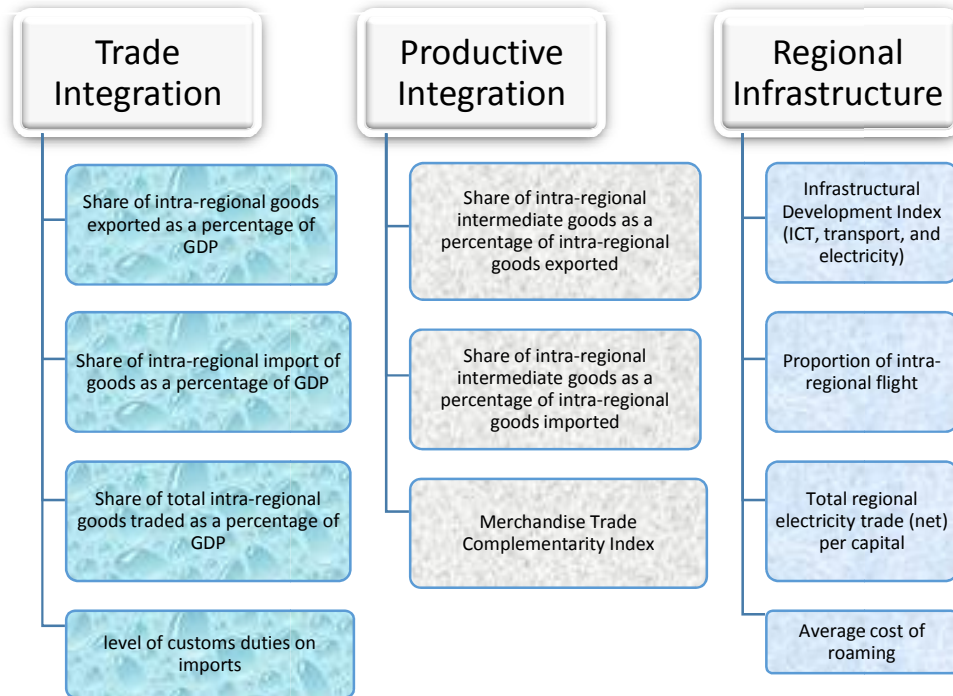 Trade
Integration
Share of intra-regional goods
exported as a percentage of
GDP
Share of intra-regional import of
goods as a percentage of GDP
Share of total intra-regional
goods traded as a percentage of
GDP
level of customs duties on
imports
Productive
Integration
Share of intra-regional
intermediate goods as a
percentage of intra-regional
goods exported
Share of intra-regional
intermediate goods as a
percentage of intra-regional
goods imported
Merchandise Trade
Complementarity Index
Regional
Infrastructure
Infrastructural
Development Index
(ICT, transport, and
electricity)
Proportion of intra-
regional flight
Total regional
electricity trade (net)
per capital
Average cost of
roaming